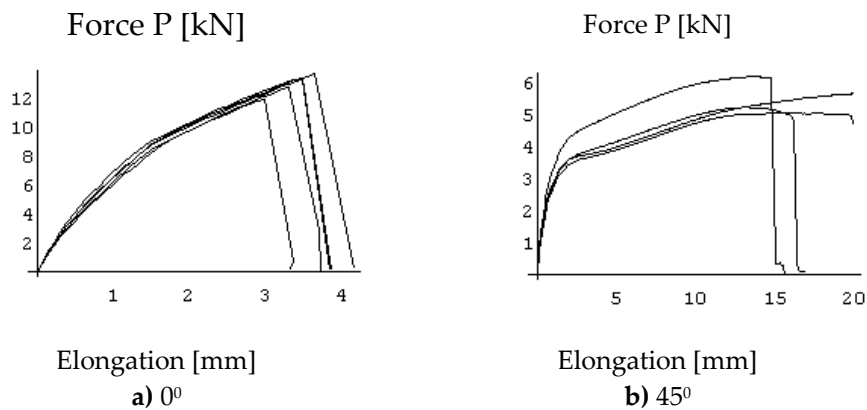 Force P [kN]
12
10
8
6
4
2
1 2 3 4
Elongation [mm]
a) 0⁰
Force P [kN]
6
5
4
3
2
1
5 10 15 20
Elongation [mm]
b) 45⁰